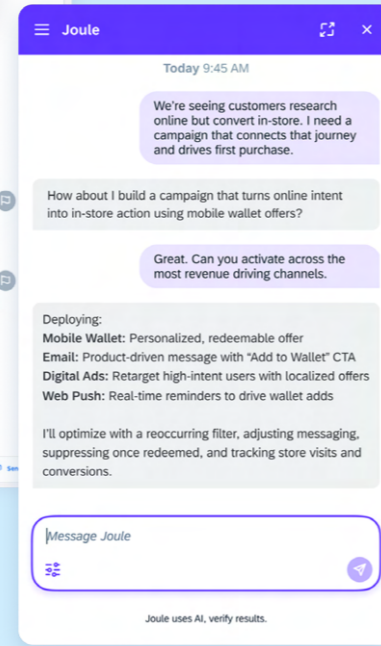 Joule
Today 9:45 AM
We're seeing customers research
online but convert in-store. I need a
campaign that connects that journey
and drives first purchase.
How about I build a campaign that turns online intent
into in-store action using mobile wallet offers?
Great. Can you activate across the
most revenue driving channels.
Deploying:
Mobile Wallet: Personalized, redeemable offer
Email: Product-driven message with “Add to Wallet” CTA
Digital Ads: Retarget high-intent users with localized offers
Web Push: Real-time reminders to drive wallet adds
I'll optimize with a reoccurring filter, adjusting messaging,
suppressing once redeemed, and tracking store visits and
conversions.
Message Joule
Joule uses AI, verify results.